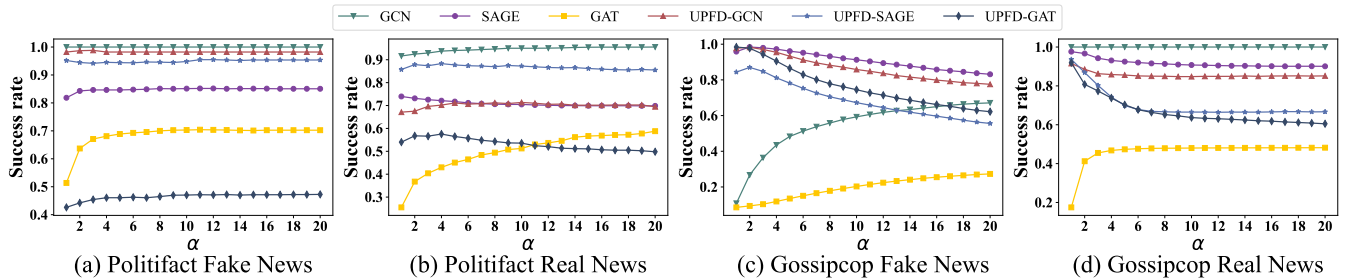 GCN SAGE GAT UPFD-GCN UPFD-SAGE UPFD-GAT
Success rate
1.0
0.9
0.8
0.7
0.6
0.5
0.4
2 4 6 8 10 12 14 16 18 20
α
(a) Politifact Fake News
Success rate
0.9
0.8
0.7
0.6
0.5
0.4
0.3
2 4 6 8 10 12 14 16 18 20
α
(b) Politifact Real News
Success rate
1.0
0.8
0.6
0.4
0.2
2 4 6 8 10 12 14 16 18 20
α
(c) Gossipcop Fake News
Success rate
1.0
0.8
0.6
0.4
0.2
2 4 6 8 10 12 14 16 18 20
α
(d) Gossipcop Real News